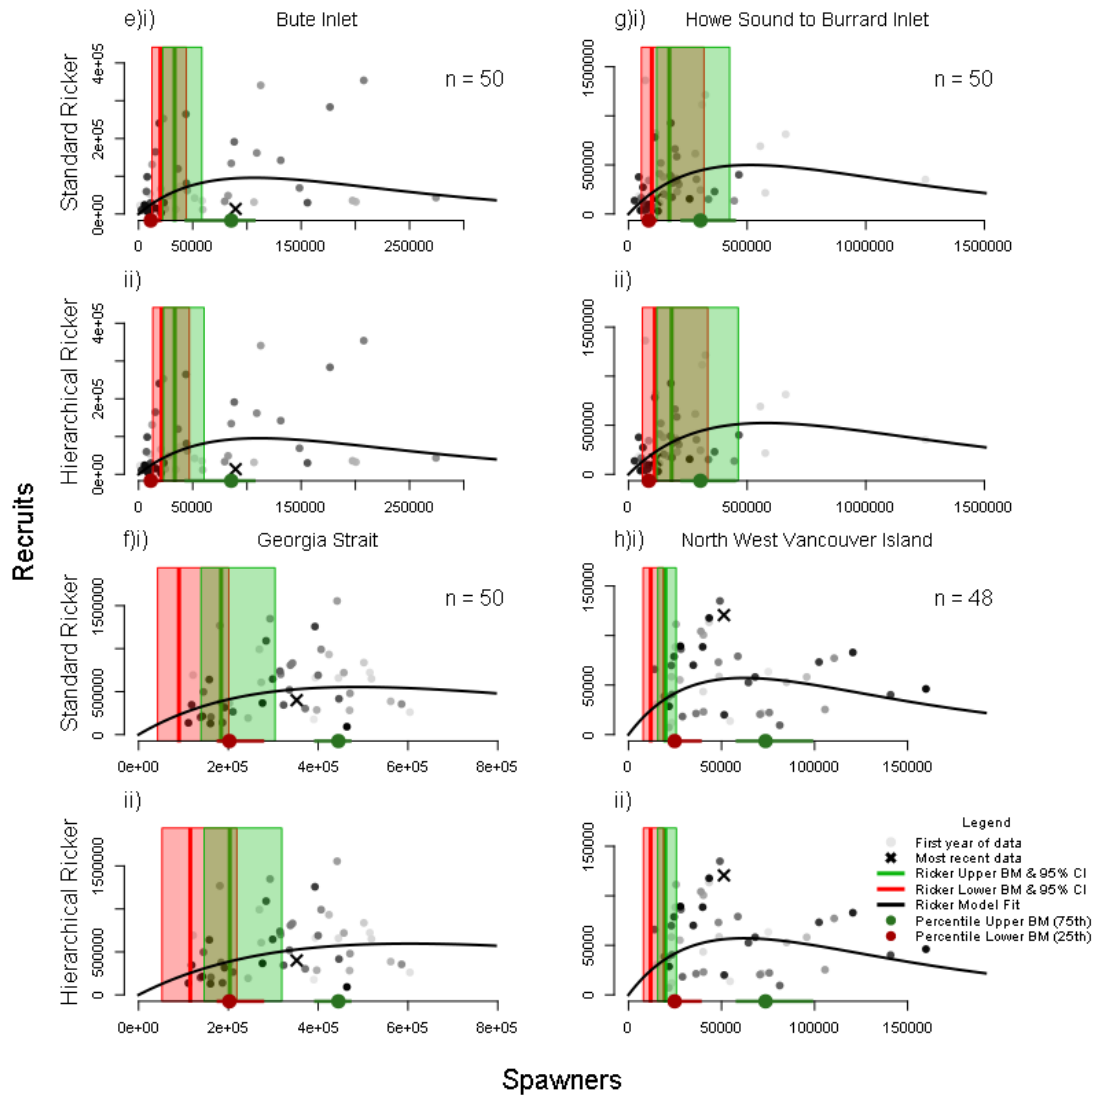 e)i)
Bute Inlet
n = 50
Standard Ricker
0e+00 2e+05 4e+05
0 50000 150000 250000
g)i)
Howe Sound to Burrard Inlet
n = 50
0 500000 1500000
0 500000 1000000 1500000
ii)
Hierarchical Ricker
0e+00 2e+05 4e+05
0 50000 150000 250000
ii)
0 500000 1500000
0 500000 1000000 1500000
Recruits
f)i)
Georgia Strait
n = 50
Standard Ricker
0 500000 1500000
0e+00 2e+05 4e+05 6e+05 8e+05
h)i)
North West Vancouver Island
n = 48
0 50000 150000
0 50000 100000 150000
ii)
Hierarchical Ricker
0 500000 1500000
0e+00 2e+05 4e+05 6e+05 8e+05
ii)
0 50000 150000
0 50000 100000 150000
Legend
First year of data
Most recent data
Ricker Upper BM & 95% CI
Ricker Lower BM & 95% CI
Ricker Model Fit
Percentile Upper BM (75th)
Percentile Lower BM (25th)
Spawners